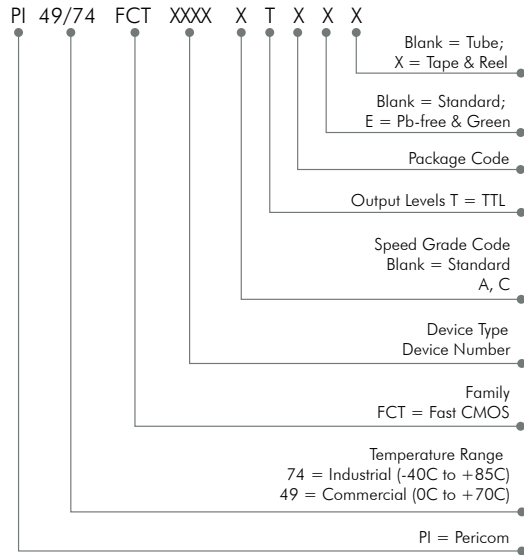 PI 49/74 FCT XXXX X T X X X
Blank = Tube;
X = Tape & Reel
Blank = Standard;
E = Pb-free & Green
Package Code
Output Levels T = TTL
Speed Grade Code
Blank = Standard
A, C
Device Type
Device Number
Family
FCT = Fast CMOS
Temperature Range
74 = Industrial (-40C to +85C)
49 = Commercial (0C to +70C)
PI = Pericom